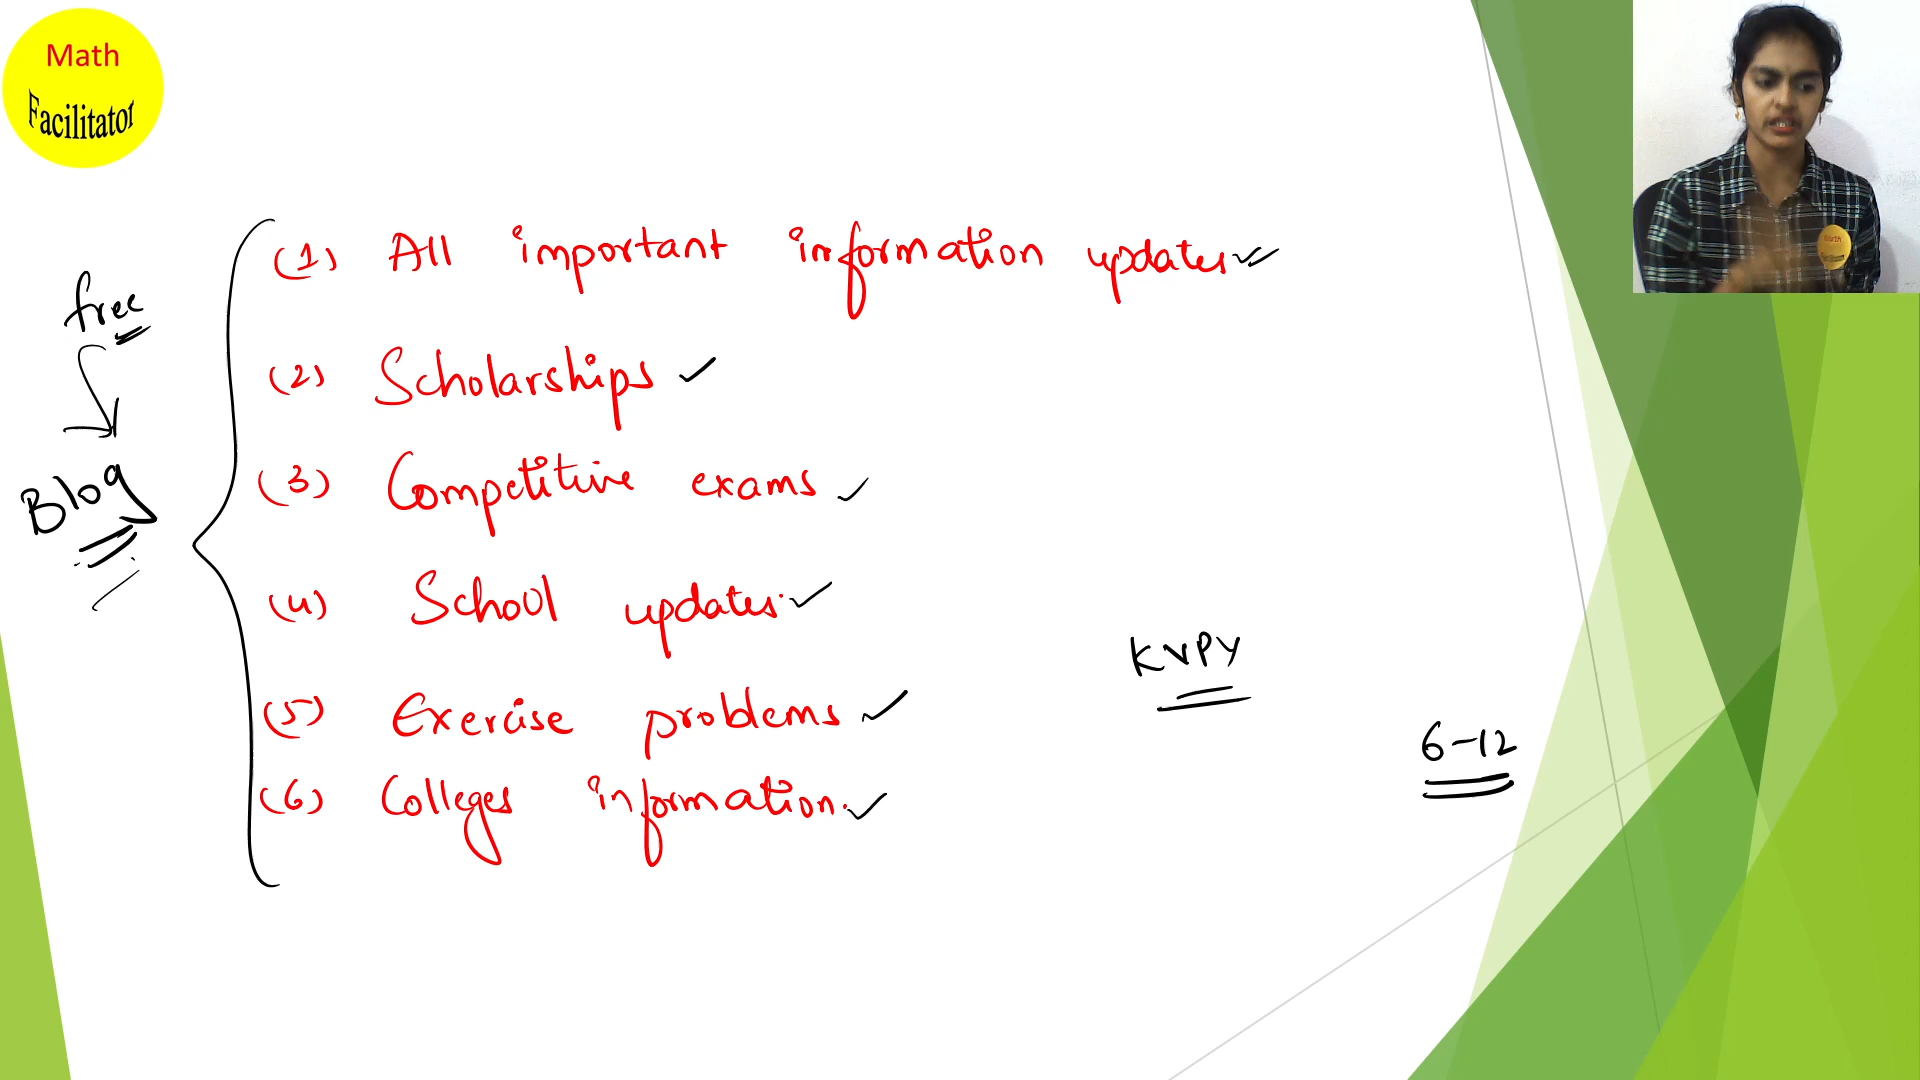 Math
Facilitator
(1) All important information updates
free
(2) Scholarships
(3) Competitive exams
Blog
(4) School updates.
KVPY
(5) Exercise problems
6-12
(6) Colleges information.